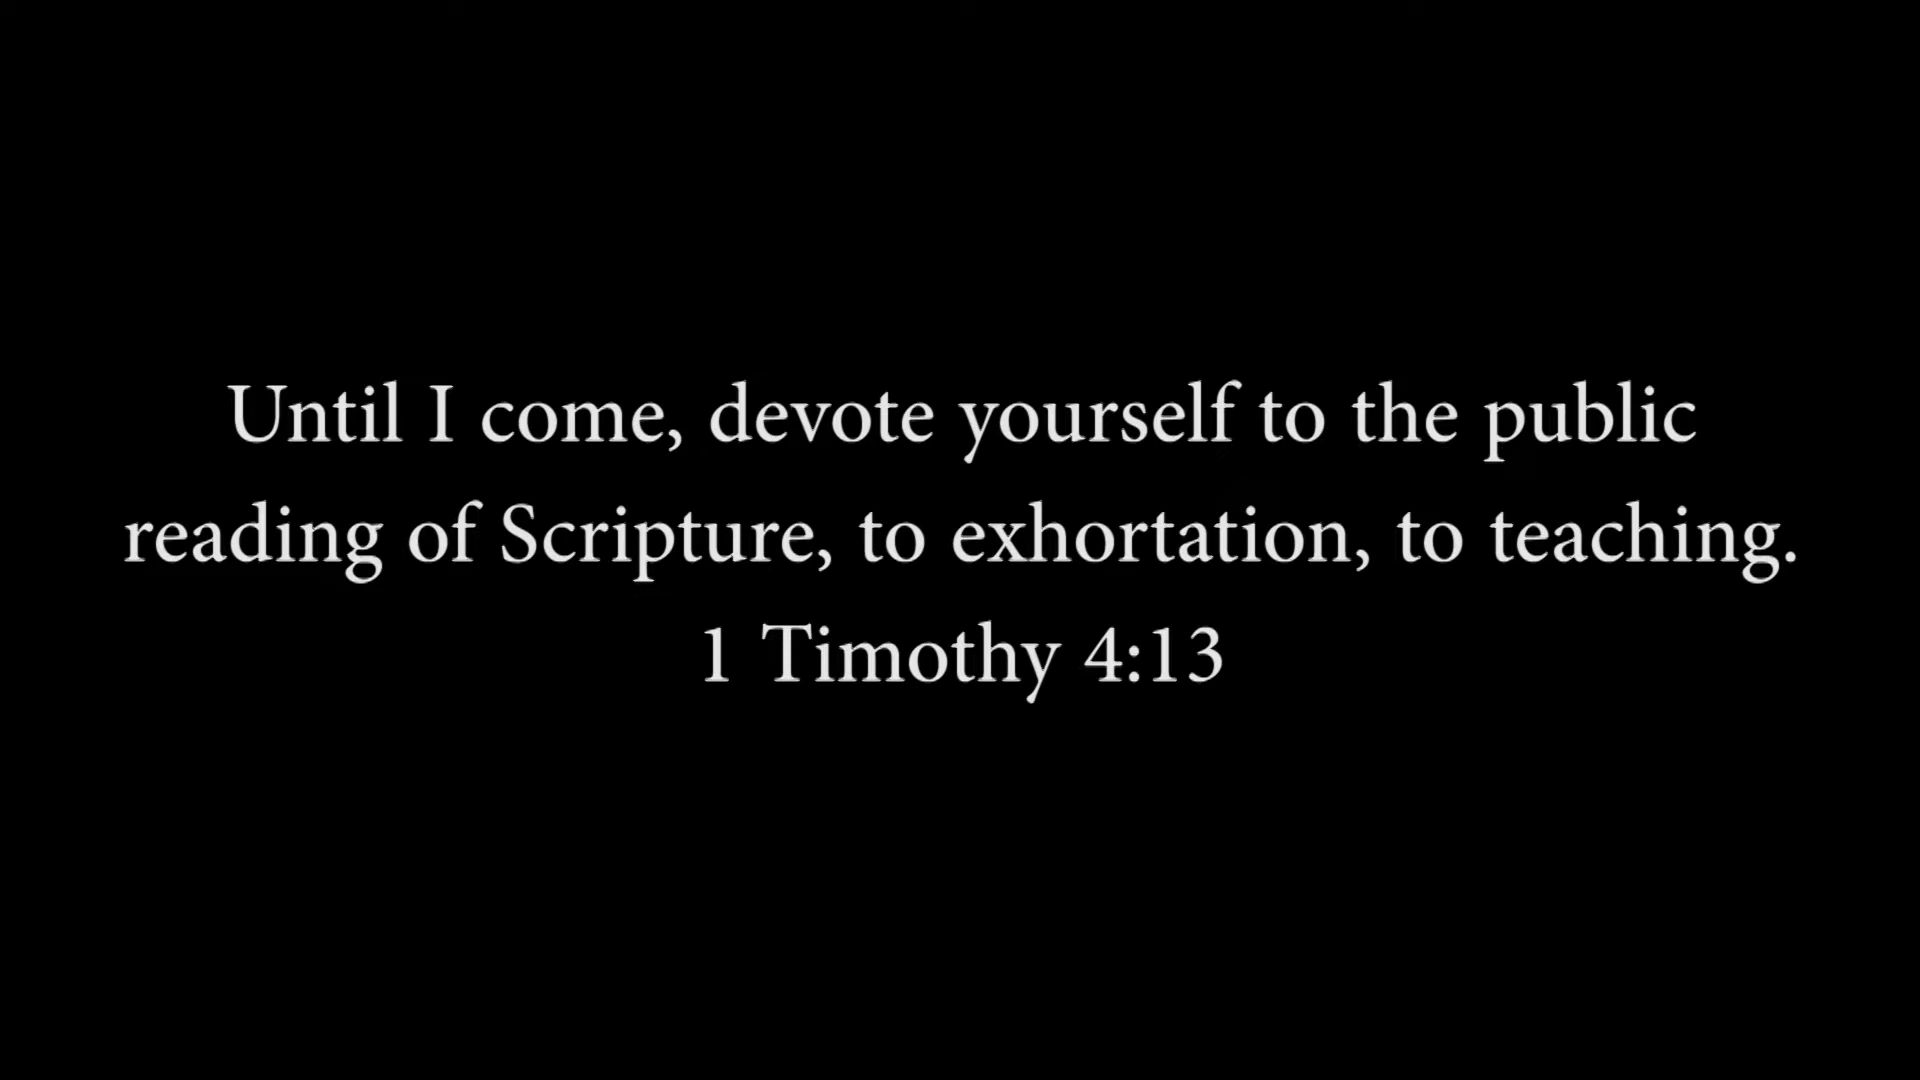 Until I come, devote yourself to the public
reading of Scripture, to exhortation, to teaching.
1 Timothy 4:13